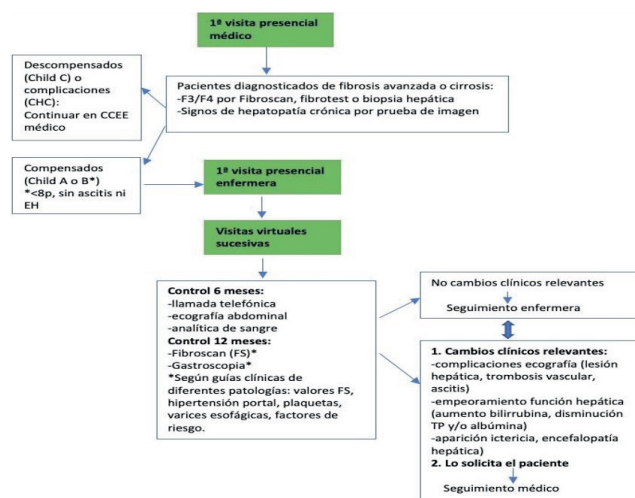 1ª visita presencial
médico
Descompensados
(Child C) o
complicaciones
(CHC):
Continuar en CCEE
médico
Pacientes diagnosticados de fibrosis avanzada o cirrosis:
-F3/F4 por Fibroscan, fibrotest o biopsia hepática
-Signos de hepatopatía crónica por prueba de imagen
Compensados
(Child A o B*)
*<8p, sin ascitis ni
EH
1ª visita presencial
enfermera
Visitas virtuales
sucesivas
Control 6 meses:
-llamada telefónica
-ecografía abdominal
-analítica de sangre
Control 12 meses:
-Fibroscan (FS)*
-Gastroscopia*
*Según guías clínicas de
diferentes patologías: valores FS,
hipertensión portal, plaquetas,
varices esofágicas, factores de
riesgo.
No cambios clínicos relevantes
Seguimiento enfermera
1. Cambios clínicos relevantes:
-complicaciones ecografía (lesión
hepática, trombosis vascular,
ascitis)
-empeoramiento función hepática
(aumento bilirrubina, disminución
TP y/o albúmina)
-aparición ictericia, encefalopatía
hepática)
2. Lo solicita el paciente
Seguimiento médico